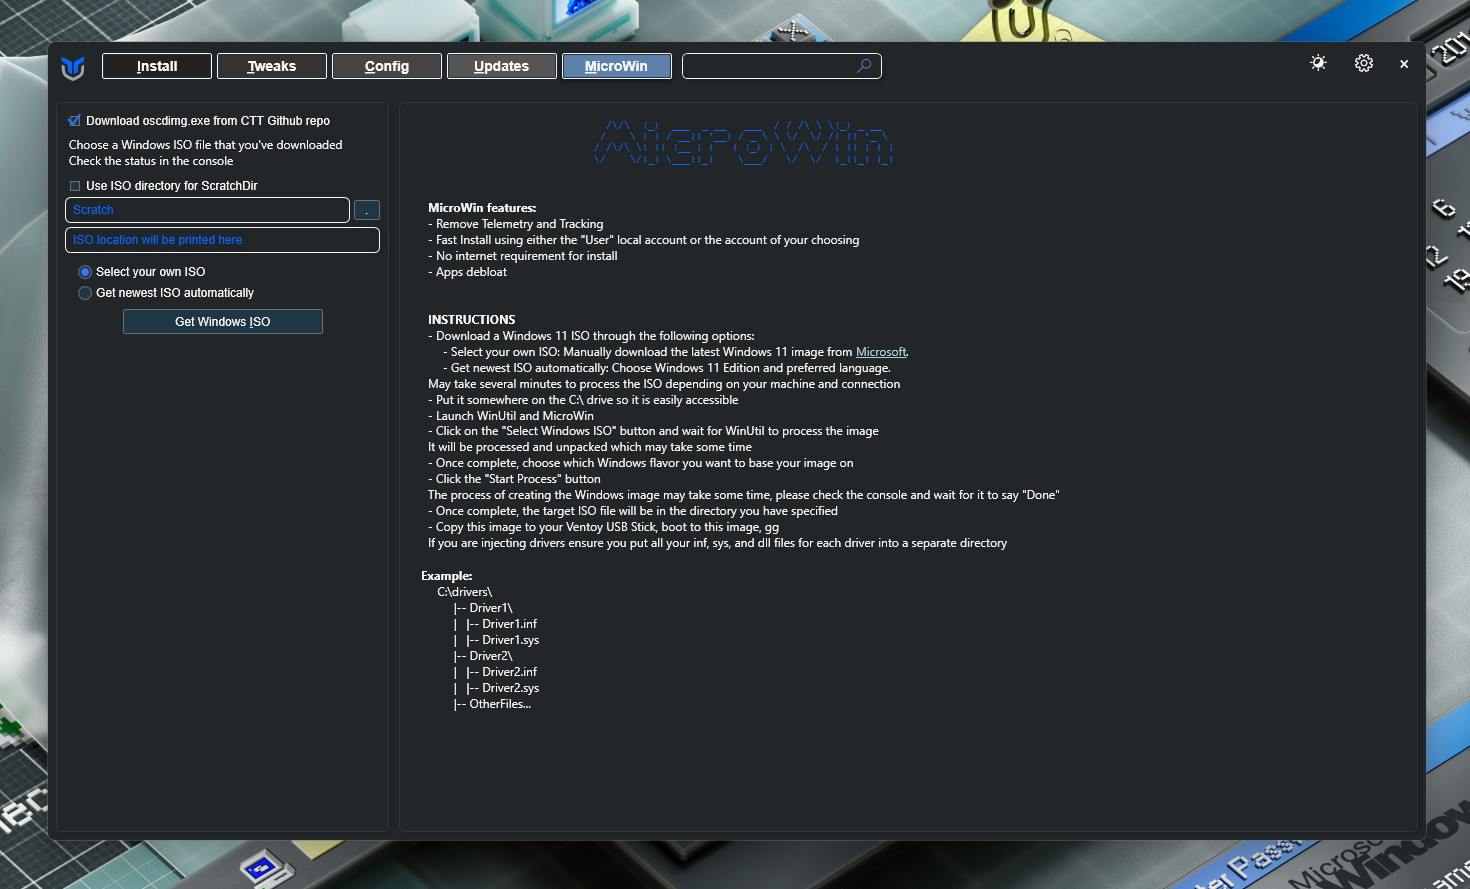 Install Tweaks Config Updates MicroWin
Download oscdimg.exe from CTT Github repo
Choose a Windows ISO file that you've downloaded
Check the status in the console
Use ISO directory for ScratchDir
Scratch .
ISO location will be printed here
Select your own ISO
Get newest ISO automatically
Get Windows ISO
MicroWin
MicroWin features:
- Remove Telemetry and Tracking
- Fast Install using either the "User" local account or the account of your choosing
- No internet requirement for install
- Apps debloat
INSTRUCTIONS
- Download a Windows 11 ISO through the following options:
- Select your own ISO: Manually download the latest Windows 11 image from Microsoft.
- Get newest ISO automatically: Choose Windows 11 Edition and preferred language.
May take several minutes to process the ISO depending on your machine and connection
- Put it somewhere on the C:\ drive so it is easily accessible
- Launch WinUtil and MicroWin
- Click on the "Select Windows ISO" button and wait for WinUtil to process the image
It will be processed and unpacked which may take some time
- Once complete, choose which Windows flavor you want to base your image on
- Click the "Start Process" button
The process of creating the Windows image may take some time, please check the console and wait for it to say "Done"
- Once complete, the target ISO file will be in the directory you have specified
- Copy this image to your Ventoy USB Stick, boot to this image, gg
If you are injecting drivers ensure you put all your inf, sys, and dll files for each driver into a separate directory
Example:
C:\drivers\
|-- Driver1\
|   |-- Driver1.inf
|   |-- Driver1.sys
|-- Driver2\
|   |-- Driver2.inf
|   |-- Driver2.sys
|-- OtherFiles...